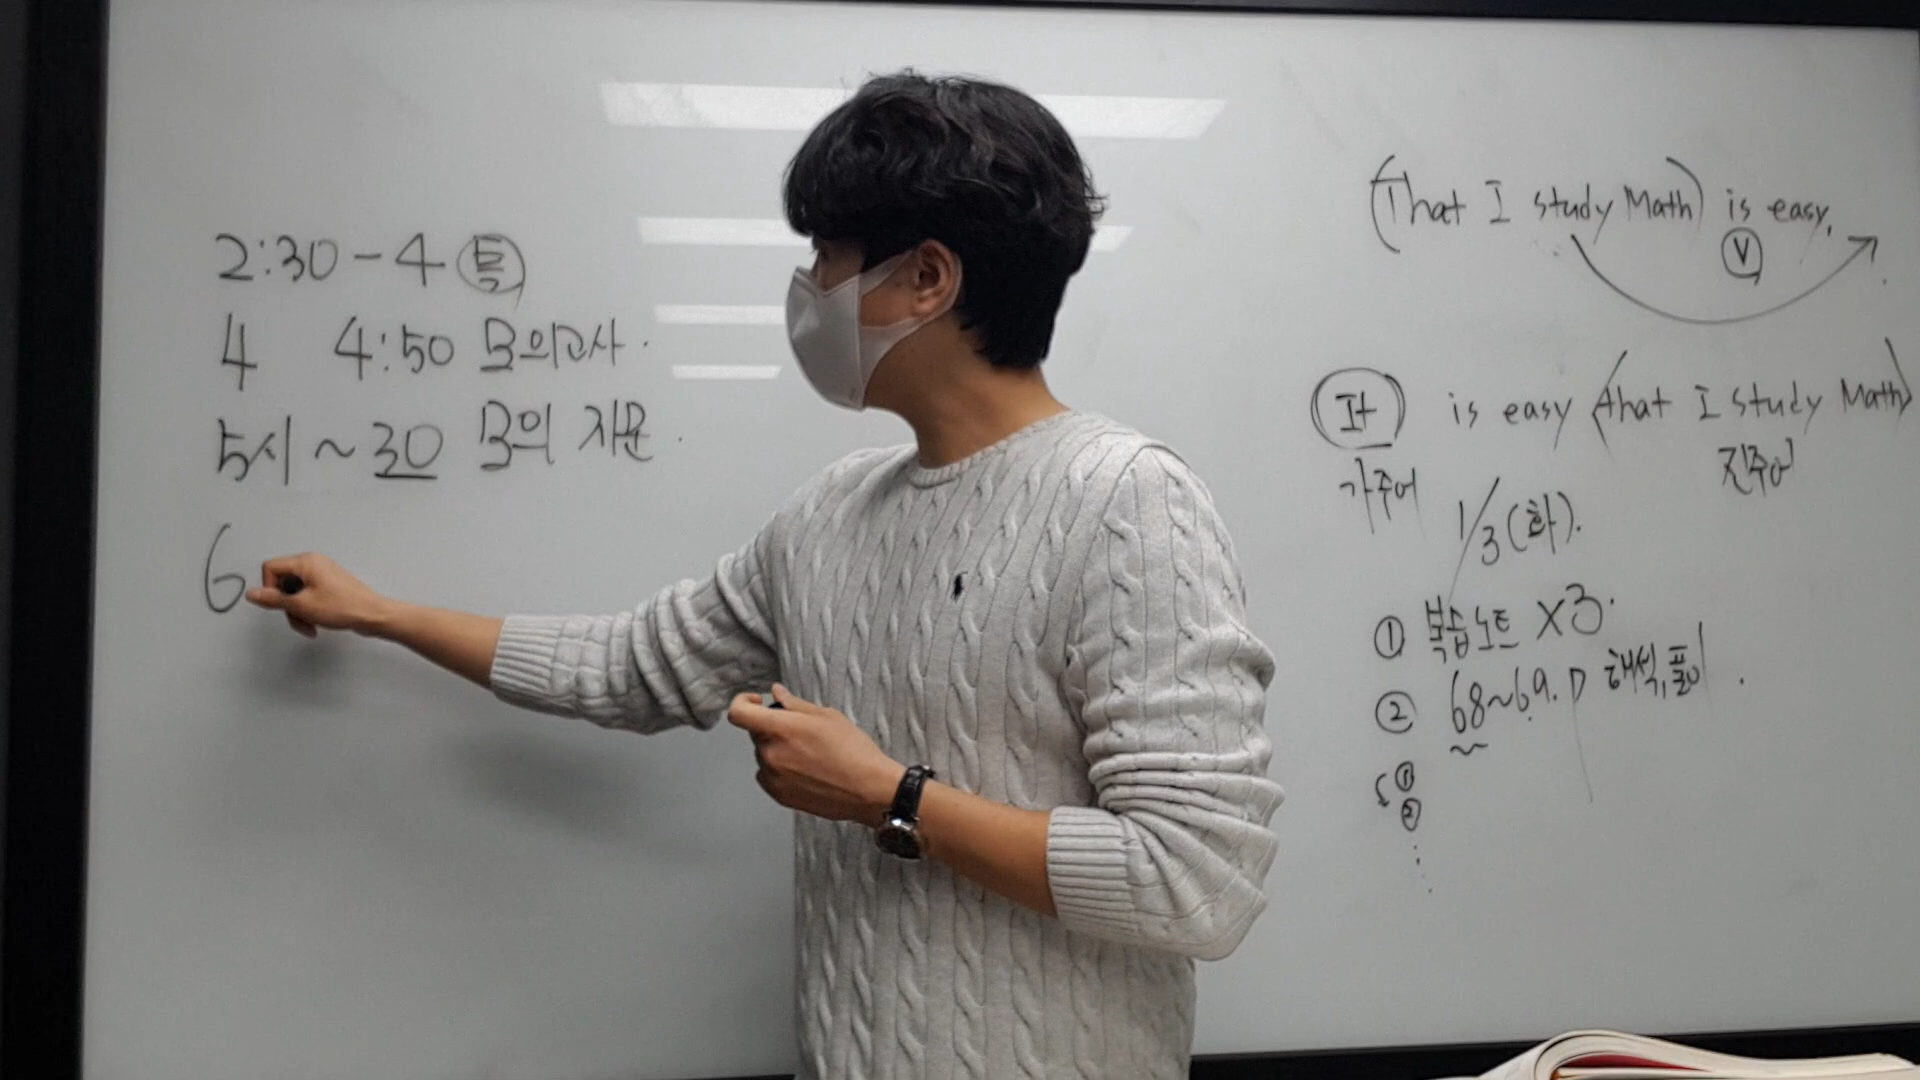 2:30 - 4 특
4 4:50 모의고사.
5시 ~ 30 모의 지문.
6
(That I study Math) is easy.
V
It is easy (that I study Math)
가주어 진주어
1/3 (화).
① 복습노트 X3.
② 68~69.p 해석,풀이.
①
②